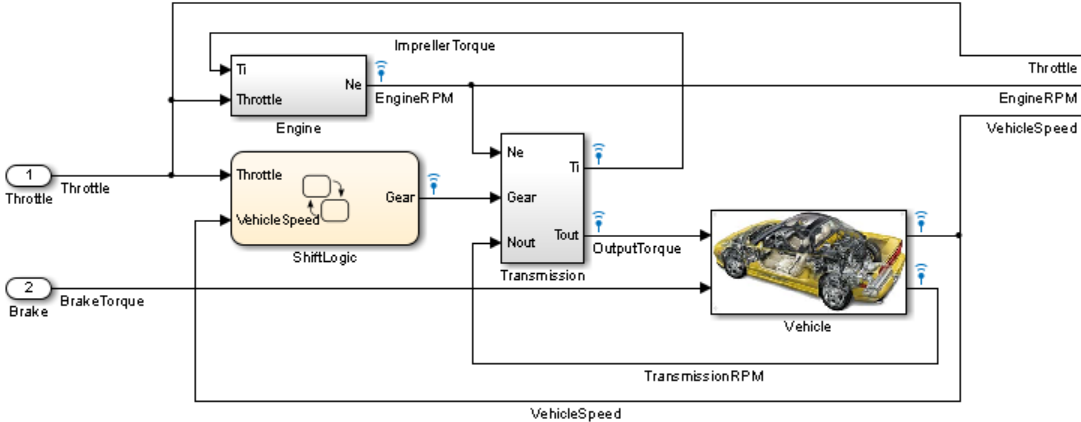 ImprellerTorque
Ti
Throttle
Ne
EngineRPM
Engine
Throttle
EngineRPM
VehicleSpeed
1
Throttle
Throttle
Throttle
VehicleSpeed
Gear
ShiftLogic
Ne
Gear
Nout
Ti
Tout
Transmission
OutputTorque
2
Brake
BrakeTorque
Vehicle
TransmissionRPM
VehicleSpeed